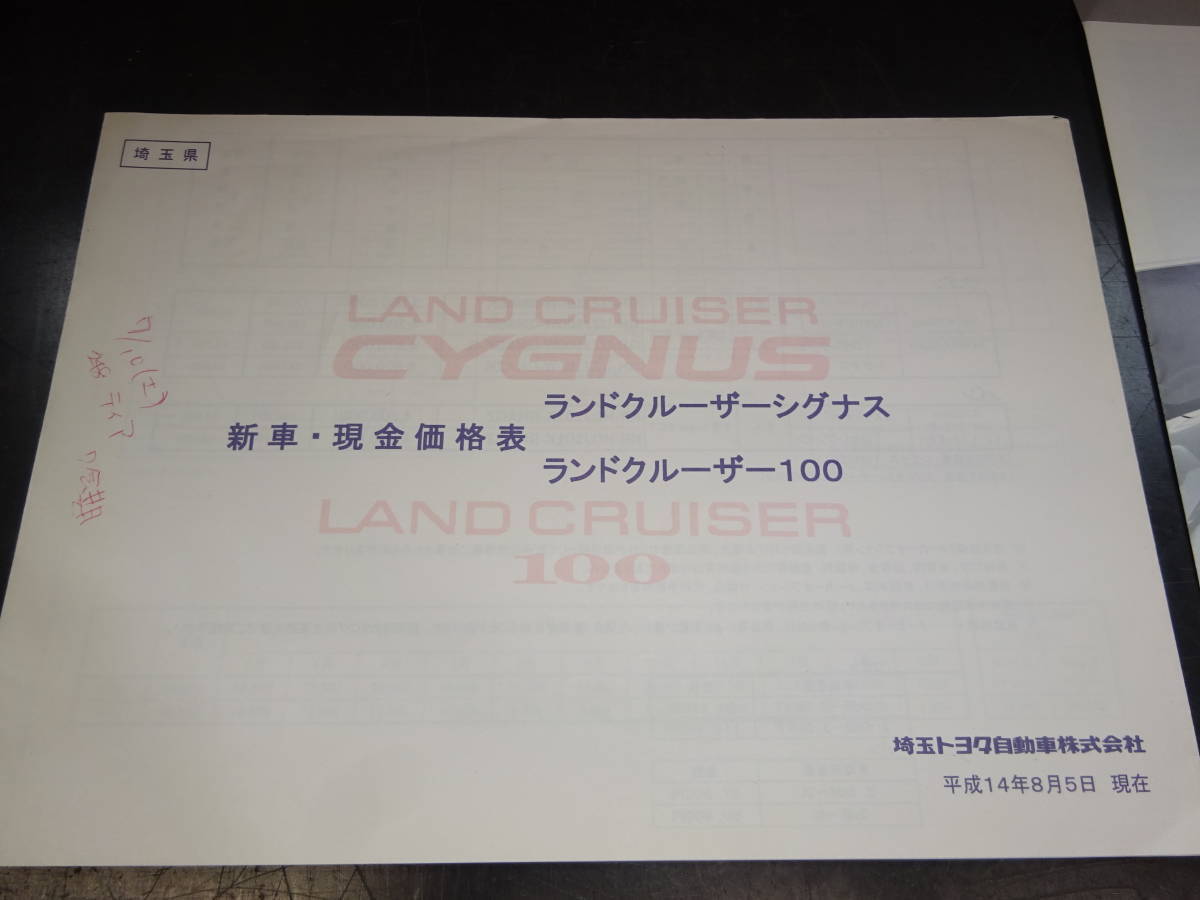 埼玉県
LAND CRUISER
CYGNUS
新車・現金価格表
ランドクルーザーシグナス
ランドクルーザー100
LAND CRUISER
100
埼玉トヨタ自動車株式会社
平成14年8月5日 現在